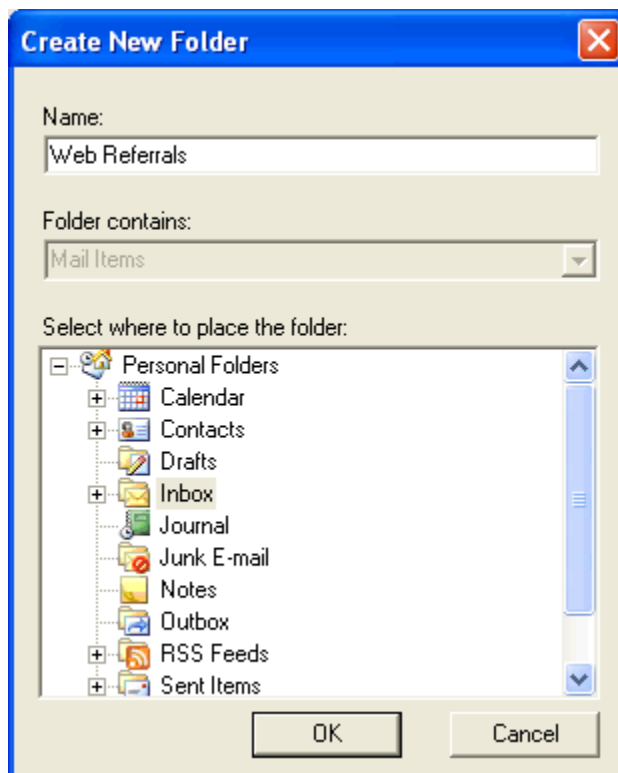 Create New Folder
Name:
Web Referrals
Folder contains:
Mail Items
Select where to place the folder:
Personal Folders
Calendar
Contacts
Drafts
Inbox
Journal
Junk E-mail
Notes
Outbox
RSS Feeds
Sent Items
OK Cancel